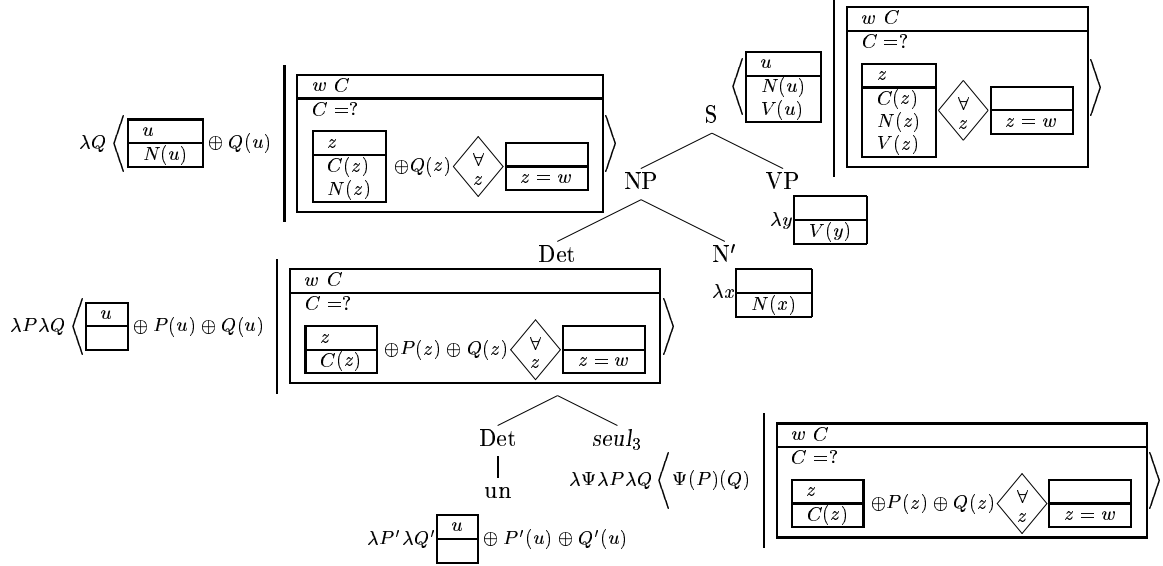 w C
C =?
u
N(u)
V(u)
z
C(z)
N(z)
V(z)
∀
z
z = w
S
w C
C =?
λQ
u
N(u)
⊕ Q(u)
z
C(z)
N(z)
⊕Q(z)
∀
z
z = w
NP
VP
λy
V(y)
Det
N′
λx
N(x)
w C
C =?
λPλQ
u
⊕ P(u) ⊕ Q(u)
z
C(z)
⊕P(z) ⊕ Q(z)
∀
z
z = w
Det
seul₃
un
λΨλPλQ
Ψ(P)(Q)
w C
C =?
z
C(z)
⊕P(z) ⊕ Q(z)
∀
z
z = w
λP′λQ′
u
⊕ P′(u) ⊕ Q′(u)